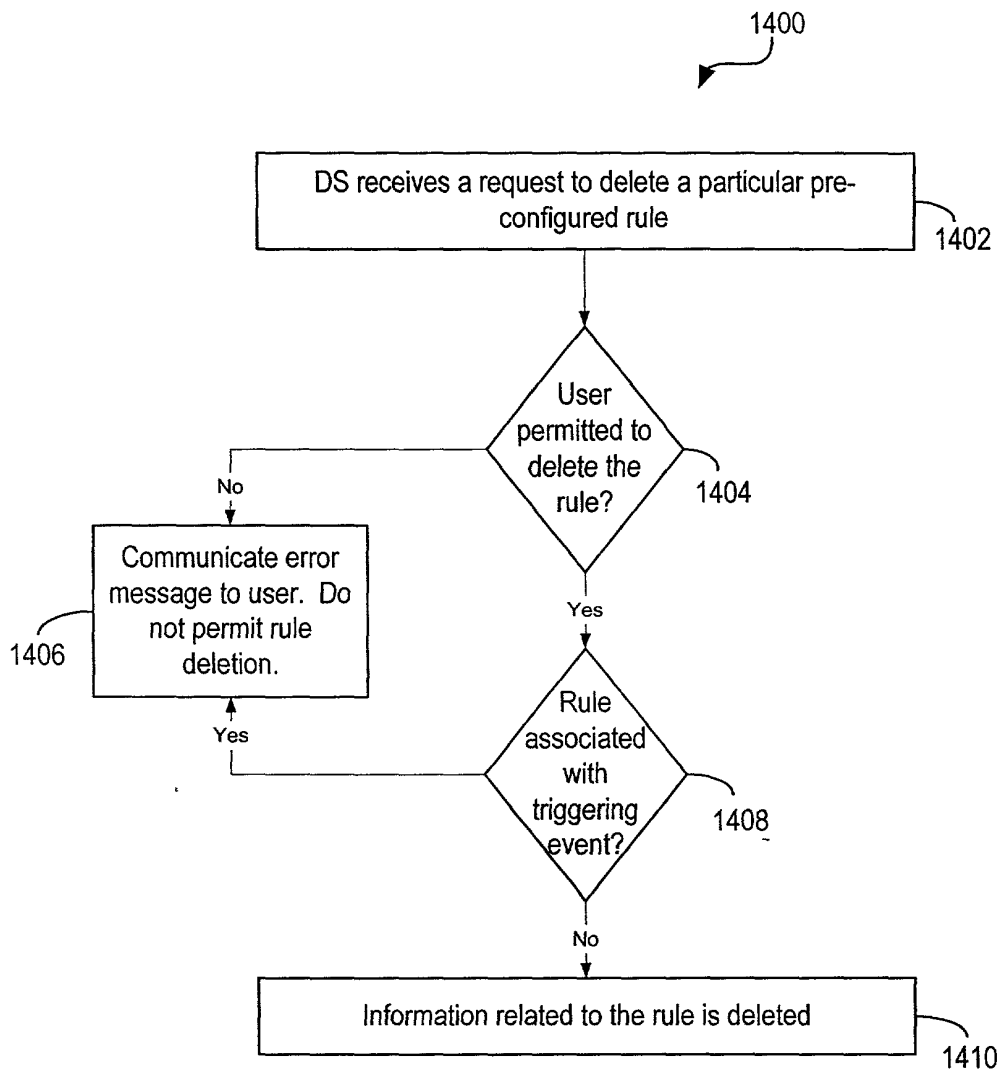 1400
DS receives a request to delete a particular pre-
configured rule
1402
User
permitted to
delete the
rule?
1404
No
Communicate error
message to user. Do
not permit rule
deletion.
1406
Yes
Rule
associated
with
triggering
event?
1408
Yes
No
Information related to the rule is deleted
1410